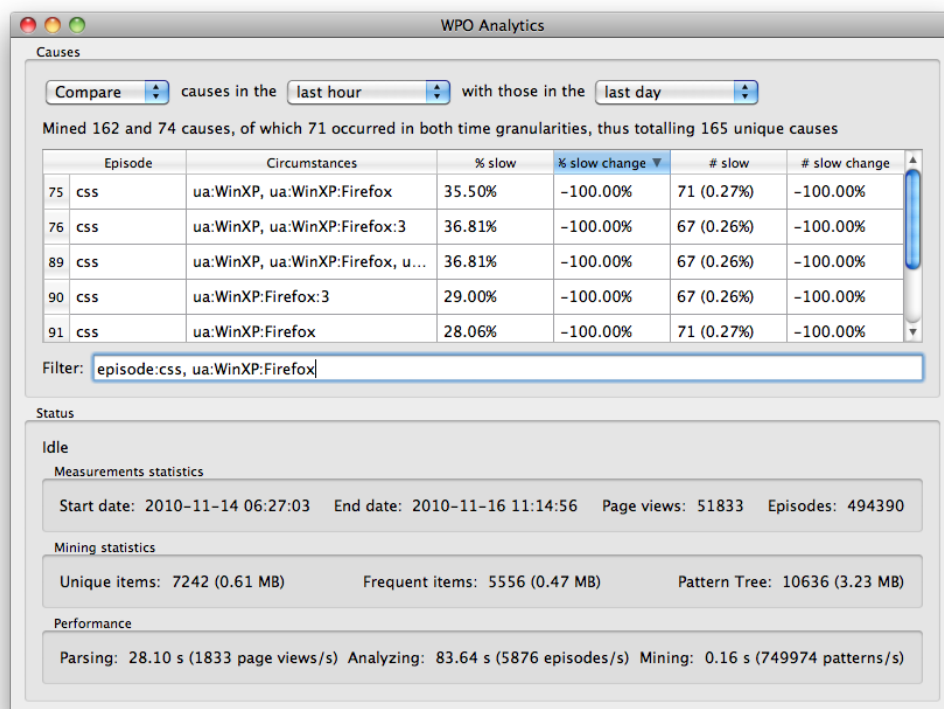 WPO Analytics
Causes
Compare causes in the last hour with those in the last day
Mined 162 and 74 causes, of which 71 occurred in both time granularities, thus totalling 165 unique causes
Episode Circumstances % slow % slow change # slow # slow change
75 css ua:WinXP, ua:WinXP:Firefox 35.50% -100.00% 71 (0.27%) -100.00%
76 css ua:WinXP, ua:WinXP:Firefox:3 36.81% -100.00% 67 (0.26%) -100.00%
89 css ua:WinXP, ua:WinXP:Firefox, u... 36.81% -100.00% 67 (0.26%) -100.00%
90 css ua:WinXP:Firefox:3 29.00% -100.00% 67 (0.26%) -100.00%
91 css ua:WinXP:Firefox 28.06% -100.00% 71 (0.27%) -100.00%
Filter: episode:css, ua:WinXP:Firefox
Status
Idle
Measurements statistics
Start date: 2010-11-14 06:27:03 End date: 2010-11-16 11:14:56 Page views: 51833 Episodes: 494390
Mining statistics
Unique items: 7242 (0.61 MB) Frequent items: 5556 (0.47 MB) Pattern Tree: 10636 (3.23 MB)
Performance
Parsing: 28.10 s (1833 page views/s) Analyzing: 83.64 s (5876 episodes/s) Mining: 0.16 s (749974 patterns/s)